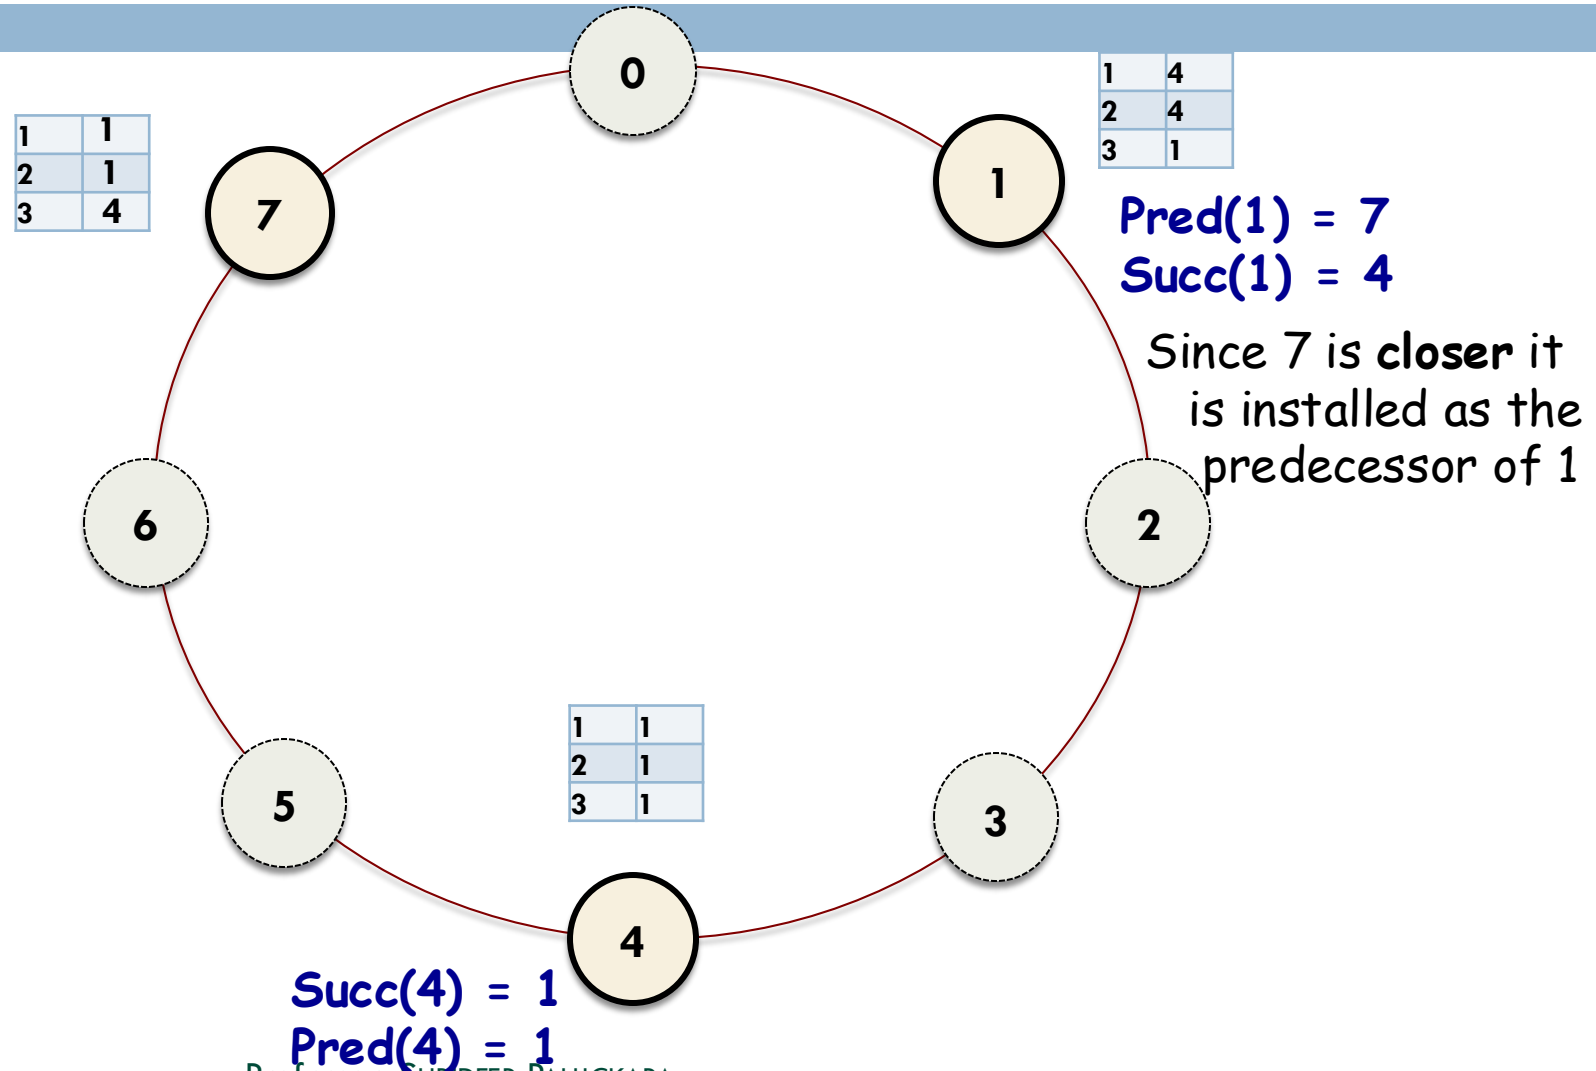 0
1 4
2 4
3 1
1 1
2 1
3 4
7
1
Pred(1) = 7
Succ(1) = 4
Since 7 is closer it
is installed as the
predecessor of 1
6
2
1 1
2 1
3 1
5
3
4
Succ(4) = 1
Pred(4) = 1